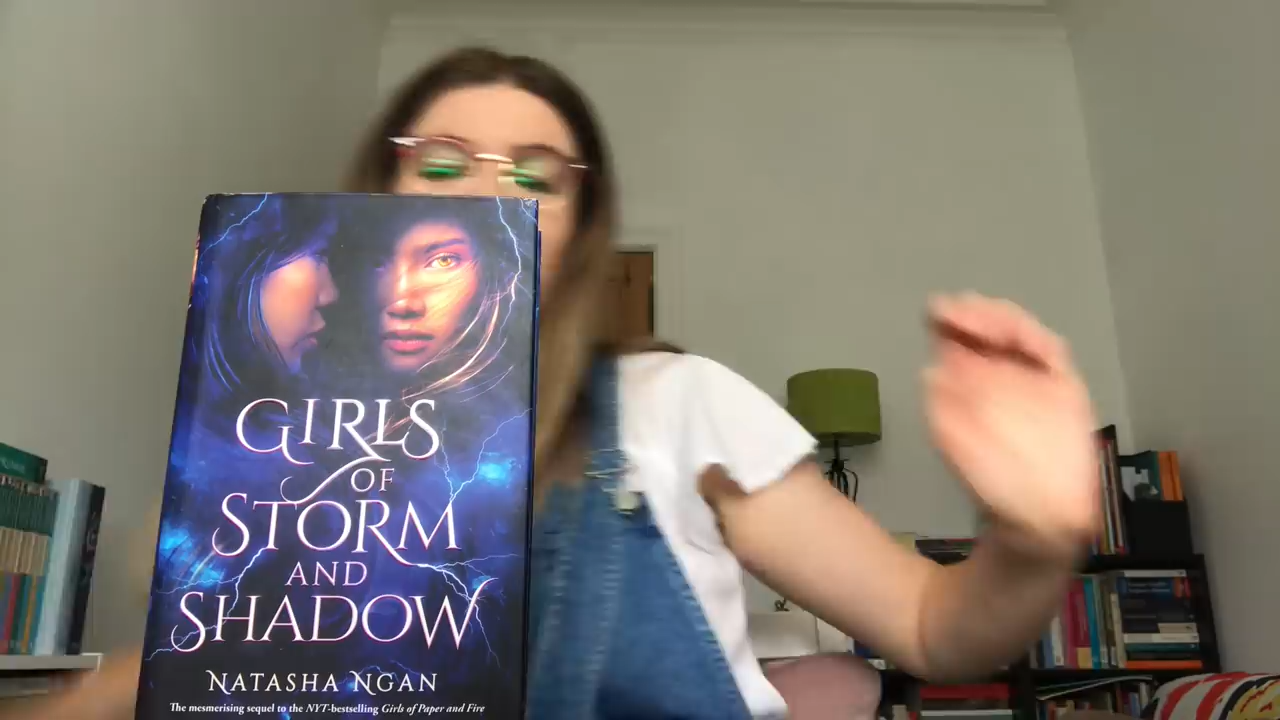 GIRLS
OF
STORM
AND
SHADOW
NATASHA NGAN
The mesmerising sequel to the NYT-bestselling Girls of Paper and Fire